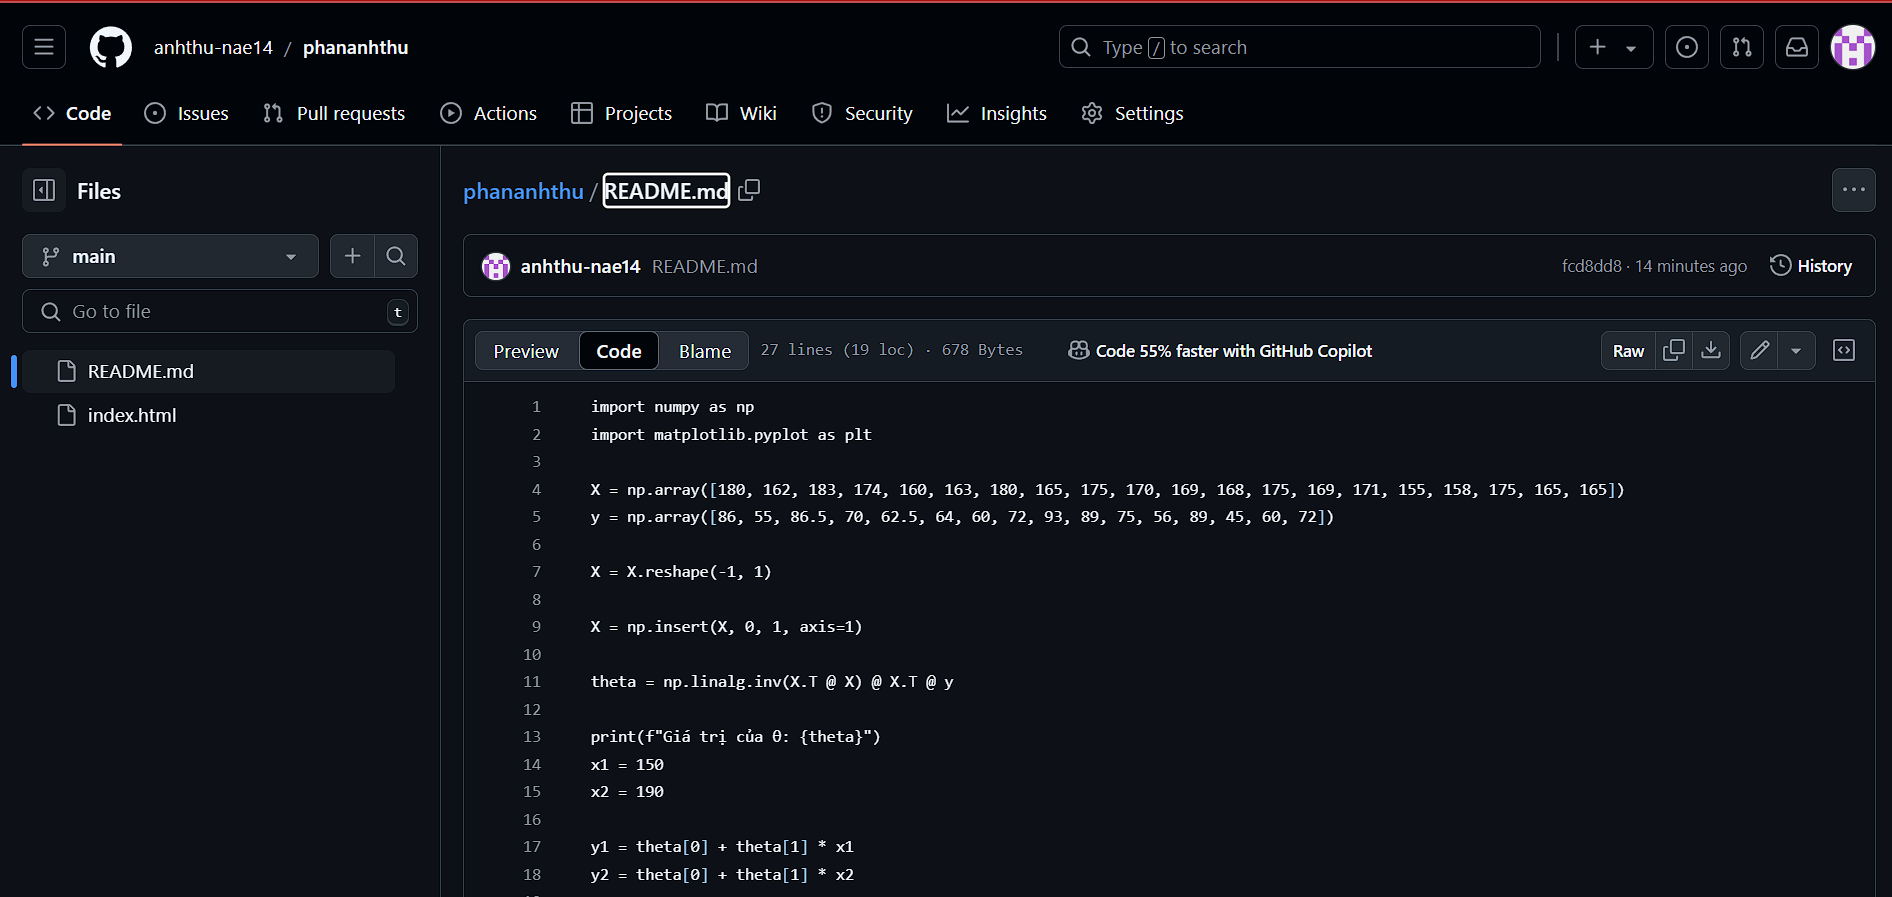 anhthu-nae14 / phananhthu
Type / to search
Code Issues Pull requests Actions Projects Wiki Security Insights Settings
Files
main
Go to file t
README.md
index.html
phananhthu / README.md
anhthu-nae14 README.md
fcd8dd8 · 14 minutes ago History
Preview Code Blame 27 lines (19 loc) · 678 Bytes Code 55% faster with GitHub Copilot Raw
1 import numpy as np
2 import matplotlib.pyplot as plt
3
4 X = np.array([180, 162, 183, 174, 160, 163, 180, 165, 175, 170, 169, 168, 175, 169, 171, 155, 158, 175, 165, 165])
5 y = np.array([86, 55, 86.5, 70, 62.5, 64, 60, 72, 93, 89, 75, 56, 89, 45, 60, 72])
6
7 X = X.reshape(-1, 1)
8
9 X = np.insert(X, 0, 1, axis=1)
10
11 theta = np.linalg.inv(X.T @ X) @ X.T @ y
12
13 print(f"Giá trị của θ: {theta}")
14 x1 = 150
15 x2 = 190
16
17 y1 = theta[0] + theta[1] * x1
18 y2 = theta[0] + theta[1] * x2